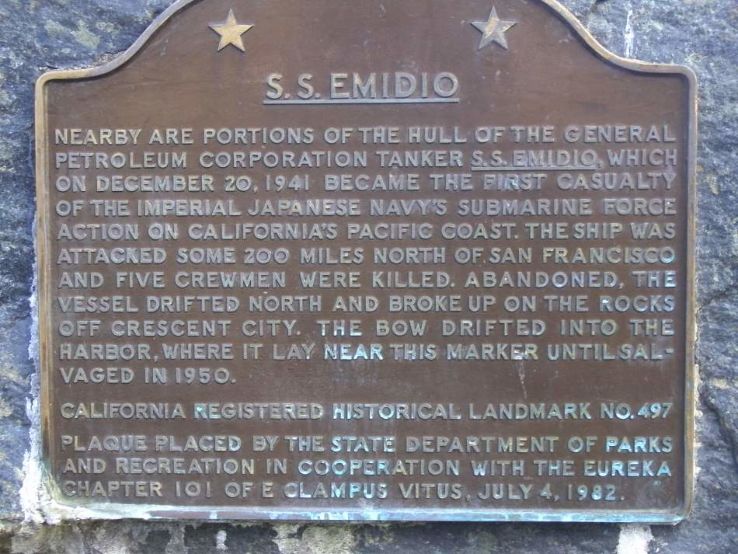 S.S. EMIDIO
NEARBY ARE PORTIONS OF THE HULL OF THE GENERAL
PETROLEUM CORPORATION TANKER S.S. EMIDIO, WHICH
ON DECEMBER 20, 1941 BECAME THE FIRST CASUALTY
OF THE IMPERIAL JAPANESE NAVY'S SUBMARINE FORCE
ACTION ON CALIFORNIA'S PACIFIC COAST. THE SHIP WAS
ATTACKED SOME 200 MILES NORTH OF SAN FRANCISCO
AND FIVE CREWMEN WERE KILLED. ABANDONED, THE
VESSEL DRIFTED NORTH AND BROKE UP ON THE ROCKS
OFF CRESCENT CITY. THE BOW DRIFTED INTO THE
HARBOR, WHERE IT LAY NEAR THIS MARKER UNTIL SAL-
VAGED IN 1950.
CALIFORNIA REGISTERED HISTORICAL LANDMARK NO. 497
PLAQUE PLACED BY THE STATE DEPARTMENT OF PARKS
AND RECREATION IN COOPERATION WITH THE EUREKA
CHAPTER 101 OF E CLAMPUS VITUS, JULY 4, 1982.